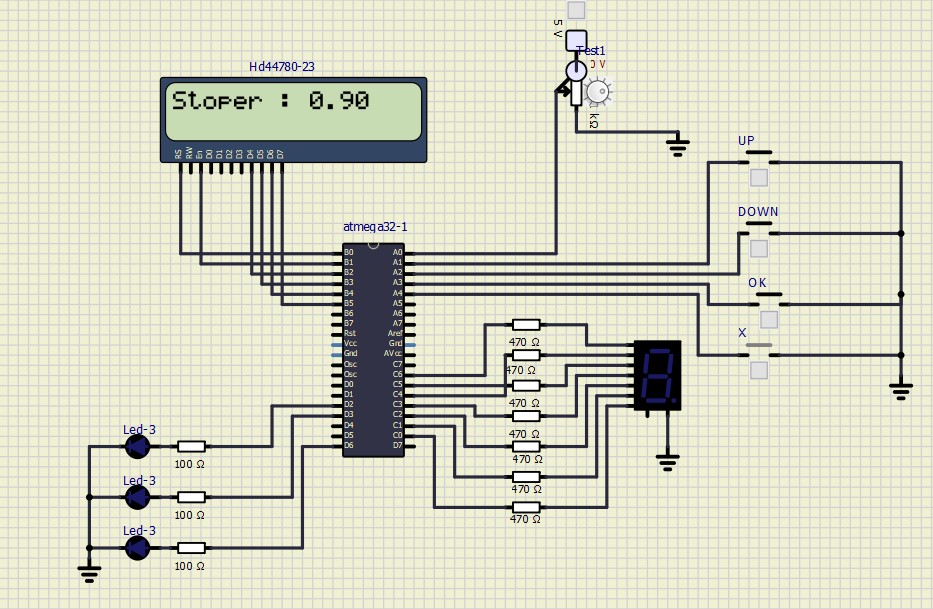 5 V
Test1
0 V
1 kΩ
Hd44780-23
Stoper : 0.90
RS RW En D0 D1 D2 D3 D4 D5 D6 D7
UP
DOWN
OK
X
atmega32-1
B0 A0
B1 A1
B2 A2
B3 A3
B4 A4
B5 A5
B6 A6
B7 A7
Rst Aref
Vcc Gnd
Gnd AVcc
Osc C7
Osc C6
D0 C5
D1 C4
D2 C3
D3 C2
D4 C1
D5 C0
D6 D7
470 Ω
470 Ω
470 Ω
470 Ω
470 Ω
470 Ω
470 Ω
Led-3
100 Ω
Led-3
100 Ω
Led-3
100 Ω